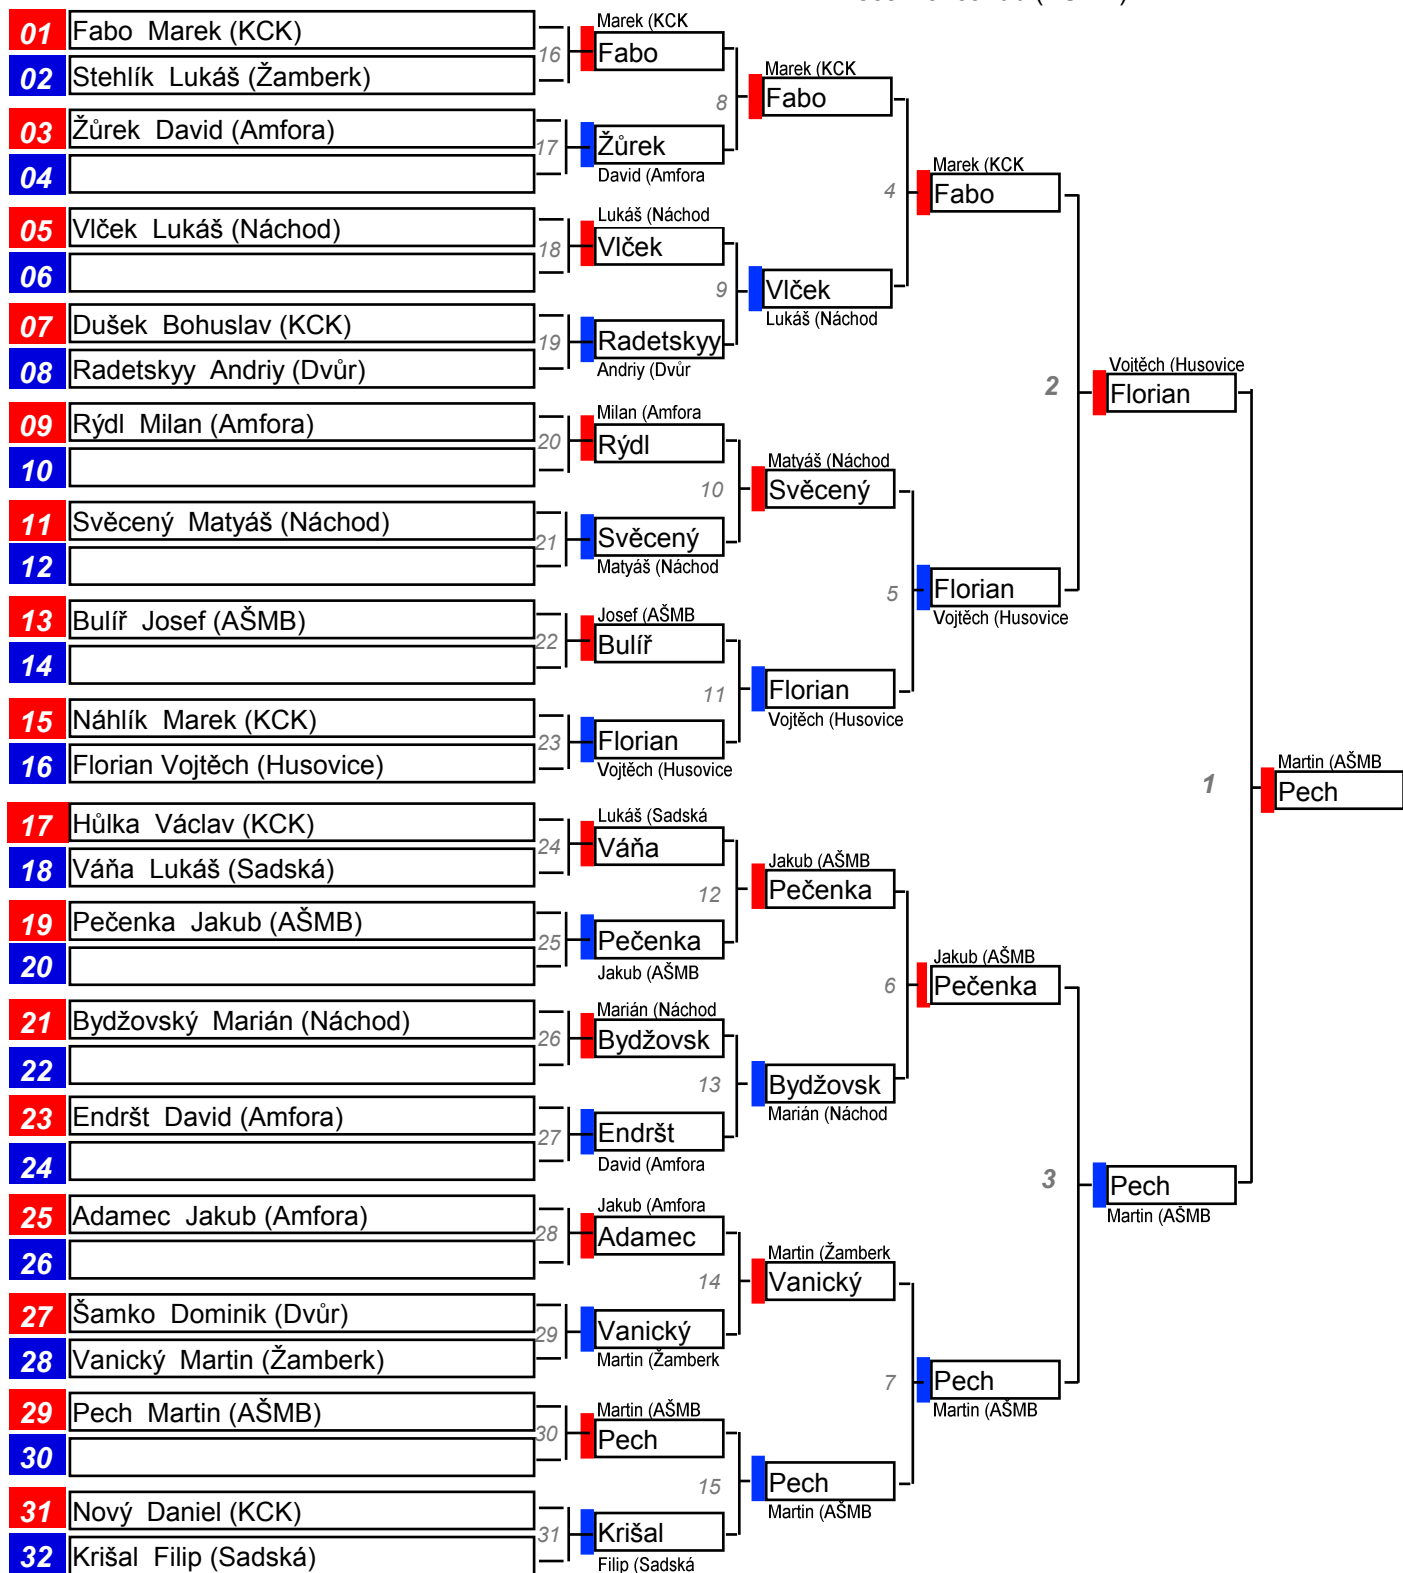 01 Fabo Marek (KCK)
02 Stehlík Lukáš (Žamberk)
03 Žůrek David (Amfora)
04
05 Vlček Lukáš (Náchod)
06
07 Dušek Bohuslav (KCK)
08 Radetskyy Andriy (Dvůr)
09 Rýdl Milan (Amfora)
10
11 Svěcený Matyáš (Náchod)
12
13 Bulíř Josef (AŠMB)
14
15 Náhlík Marek (KCK)
16 Florian Vojtěch (Husovice)
17 Hůlka Václav (KCK)
18 Váňa Lukáš (Sadská)
19 Pečenka Jakub (AŠMB)
20
21 Bydžovský Marián (Náchod)
22
23 Endršt David (Amfora)
24
25 Adamec Jakub (Amfora)
26
27 Šamko Dominik (Dvůr)
28 Vanický Martin (Žamberk)
29 Pech Martin (AŠMB)
30
31 Nový Daniel (KCK)
32 Krišal Filip (Sadská)
16
Marek (KCK
Fabo
17
Žůrek
David (Amfora
18
Lukáš (Náchod
Vlček
19
Radetskyy
Andriy (Dvůr
20
Milan (Amfora
Rýdl
21
Svěcený
Matyáš (Náchod
22
Josef (AŠMB
Bulíř
23
Florian
Vojtěch (Husovice
24
Lukáš (Sadská
Váňa
25
Pečenka
Jakub (AŠMB
26
Marián (Náchod
Bydžovsk
27
Endršt
David (Amfora
28
Jakub (Amfora
Adamec
29
Vanický
Martin (Žamberk
30
Martin (AŠMB
Pech
31
Krišal
Filip (Sadská
8
Marek (KCK
Fabo
9
Vlček
Lukáš (Náchod
10
Matyáš (Náchod
Svěcený
11
Florian
Vojtěch (Husovice
12
Jakub (AŠMB
Pečenka
13
Bydžovsk
Marián (Náchod
14
Martin (Žamberk
Vanický
15
Pech
Martin (AŠMB
4
Marek (KCK
Fabo
5
Florian
Vojtěch (Husovice
6
Jakub (AŠMB
Pečenka
7
Pech
Martin (AŠMB
2
Vojtěch (Husovice
Florian
3
Pech
Martin (AŠMB
1
Martin (AŠMB
Pech